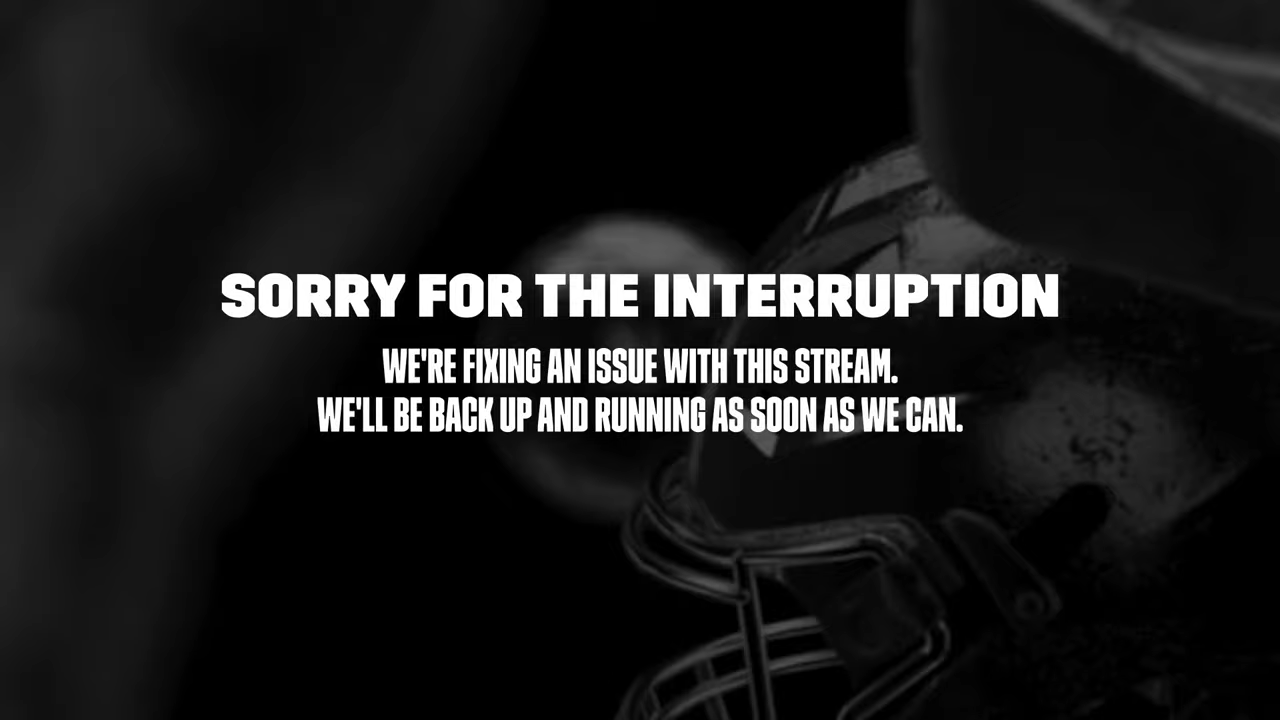 SORRY FOR THE INTERRUPTION
WE'RE FIXING AN ISSUE WITH THIS STREAM.
WE'LL BE BACK UP AND RUNNING AS SOON AS WE CAN.